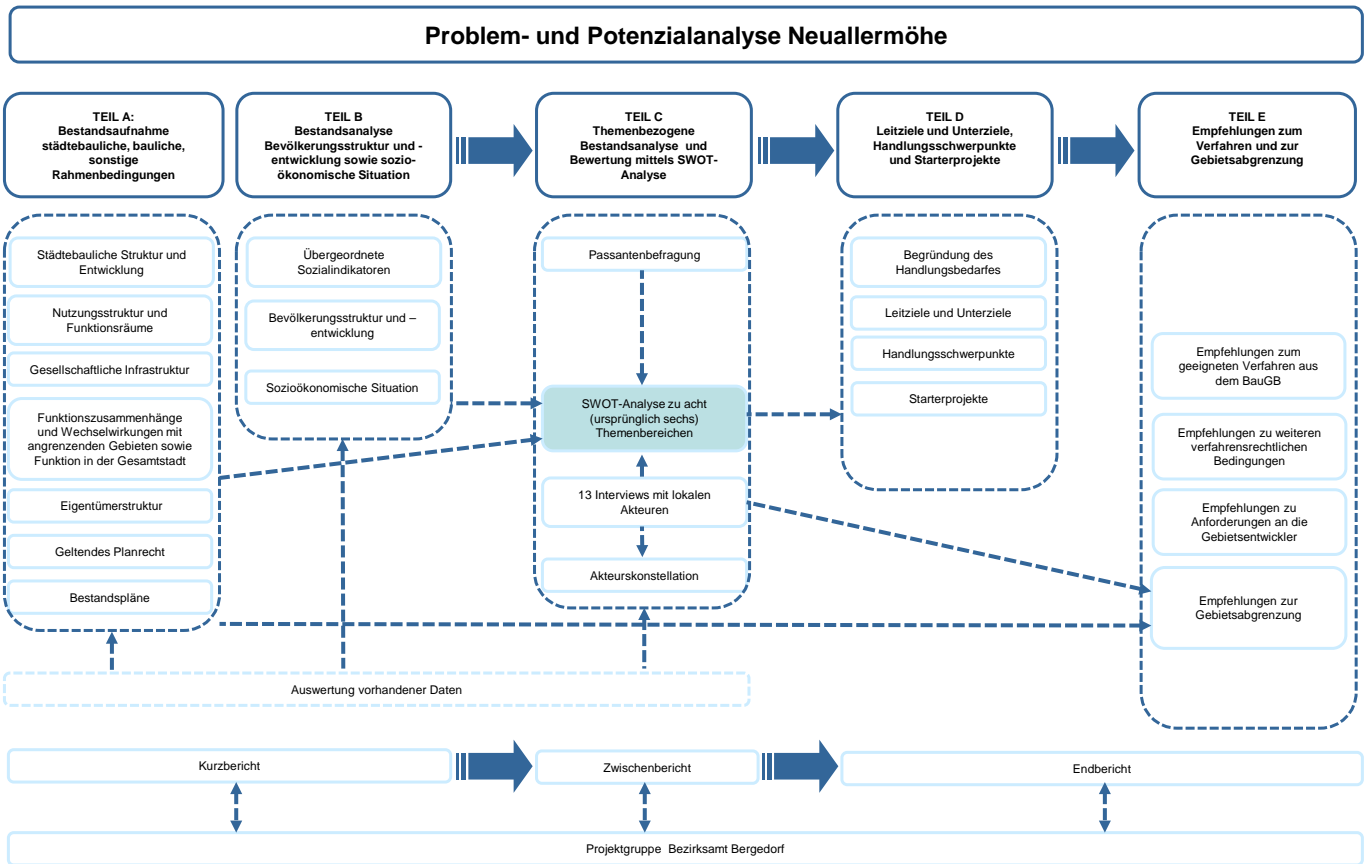 Problem- und Potenzialanalyse Neuallermöhe
TEIL A:
Bestandsaufnahme
städtebauliche, bauliche,
sonstige
Rahmenbedingungen
TEIL B
Bestandsanalyse
Bevölkerungsstruktur und -
entwicklung sowie sozio-
ökonomische Situation
TEIL C
Themenbezogene
Bestandsanalyse und
Bewertung mittels SWOT-
Analyse
TEIL D
Leitziele und Unterziele,
Handlungsschwerpunkte
und Starterprojekte
TEIL E
Empfehlungen zum
Verfahren und zur
Gebietsabgrenzung
Städtebauliche Struktur und
Entwicklung
Nutzungsstruktur und
Funktionsräume
Gesellschaftliche Infrastruktur
Funktionszusammenhänge
und Wechselwirkungen mit
angrenzenden Gebieten sowie
Funktion in der Gesamtstadt
Eigentümerstruktur
Geltendes Planrecht
Bestandspläne
Übergeordnete
Sozialindikatoren
Bevölkerungsstruktur und –
entwicklung
Sozioökonomische Situation
Passantenbefragung
SWOT-Analyse zu acht
(ursprünglich sechs)
Themenbereichen
13 Interviews mit lokalen
Akteuren
Akteurskonstellation
Begründung des
Handlungsbedarfes
Leitziele und Unterziele
Handlungsschwerpunkte
Starterprojekte
Empfehlungen zum
geeigneten Verfahren aus
dem BauGB
Empfehlungen zu weiteren
verfahrensrechtlichen
Bedingungen
Empfehlungen zu
Anforderungen an die
Gebietsentwickler
Empfehlungen zur
Gebietsabgrenzung
Auswertung vorhandener Daten
Kurzbericht
Zwischenbericht
Endbericht
Projektgruppe Bezirksamt Bergedorf